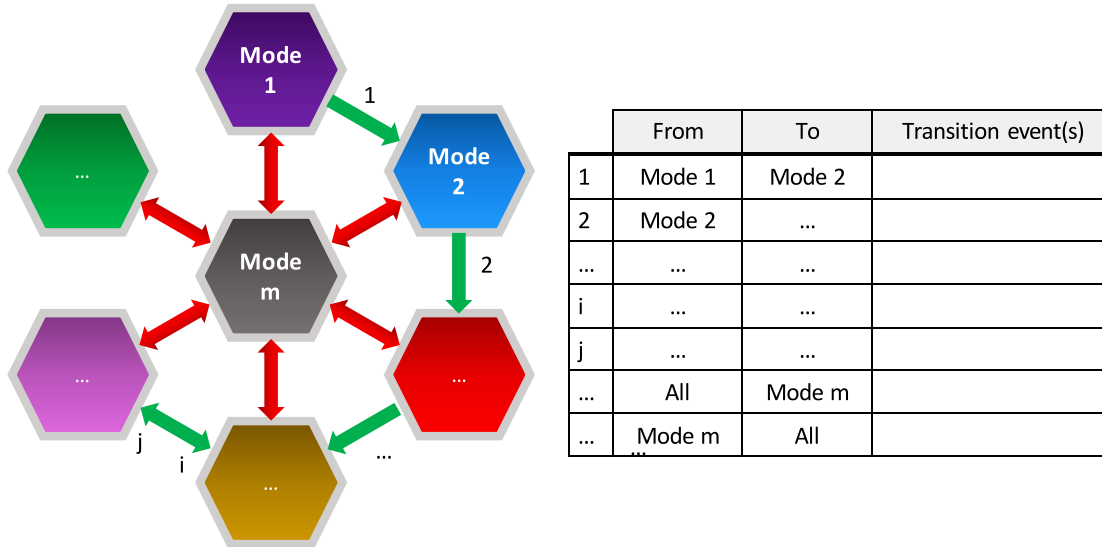 Mode
1
1
Mode
2
...
Mode
m
2
...
...
j
i
...
...
From To Transition event(s)
1 Mode 1 Mode 2
2 Mode 2 ...
... ... ...
i ... ...
j ... ...
... All Mode m
... Mode m All
...